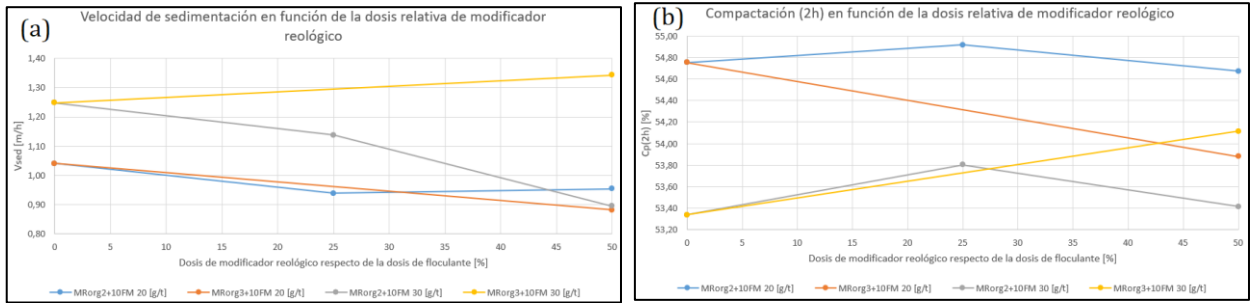 (a)
Velocidad de sedimentación en función de la dosis relativa de modificador
reológico
1,40
1,30
1,20
1,10
1,00
0,90
0,80
Vsed [m/h]
0 5 10 15 20 25 30 35 40 45 50
Dosis de modificador reológico respecto de la dosis de floculante [%]
MRorg2+10FM 20 [g/t] MRorg3+10FM 20 [g/t] MRorg2+10FM 30 [g/t] MRorg3+10FM 30 [g/t]
(b)
Compactación (2h) en función de la dosis relativa de modificador reológico
55,00
54,80
54,60
54,40
54,20
54,00
53,80
53,60
53,40
53,20
Cp(2h) [%]
0 5 10 15 20 25 30 35 40 45 50
Dosis de modificador reológico respecto de la dosis de floculante [%]
MRorg2+10FM 20 [g/t] MRorg3+10FM 20 [g/t] MRorg2+10FM 30 [g/t] MRorg3+10FM 30 [g/t]